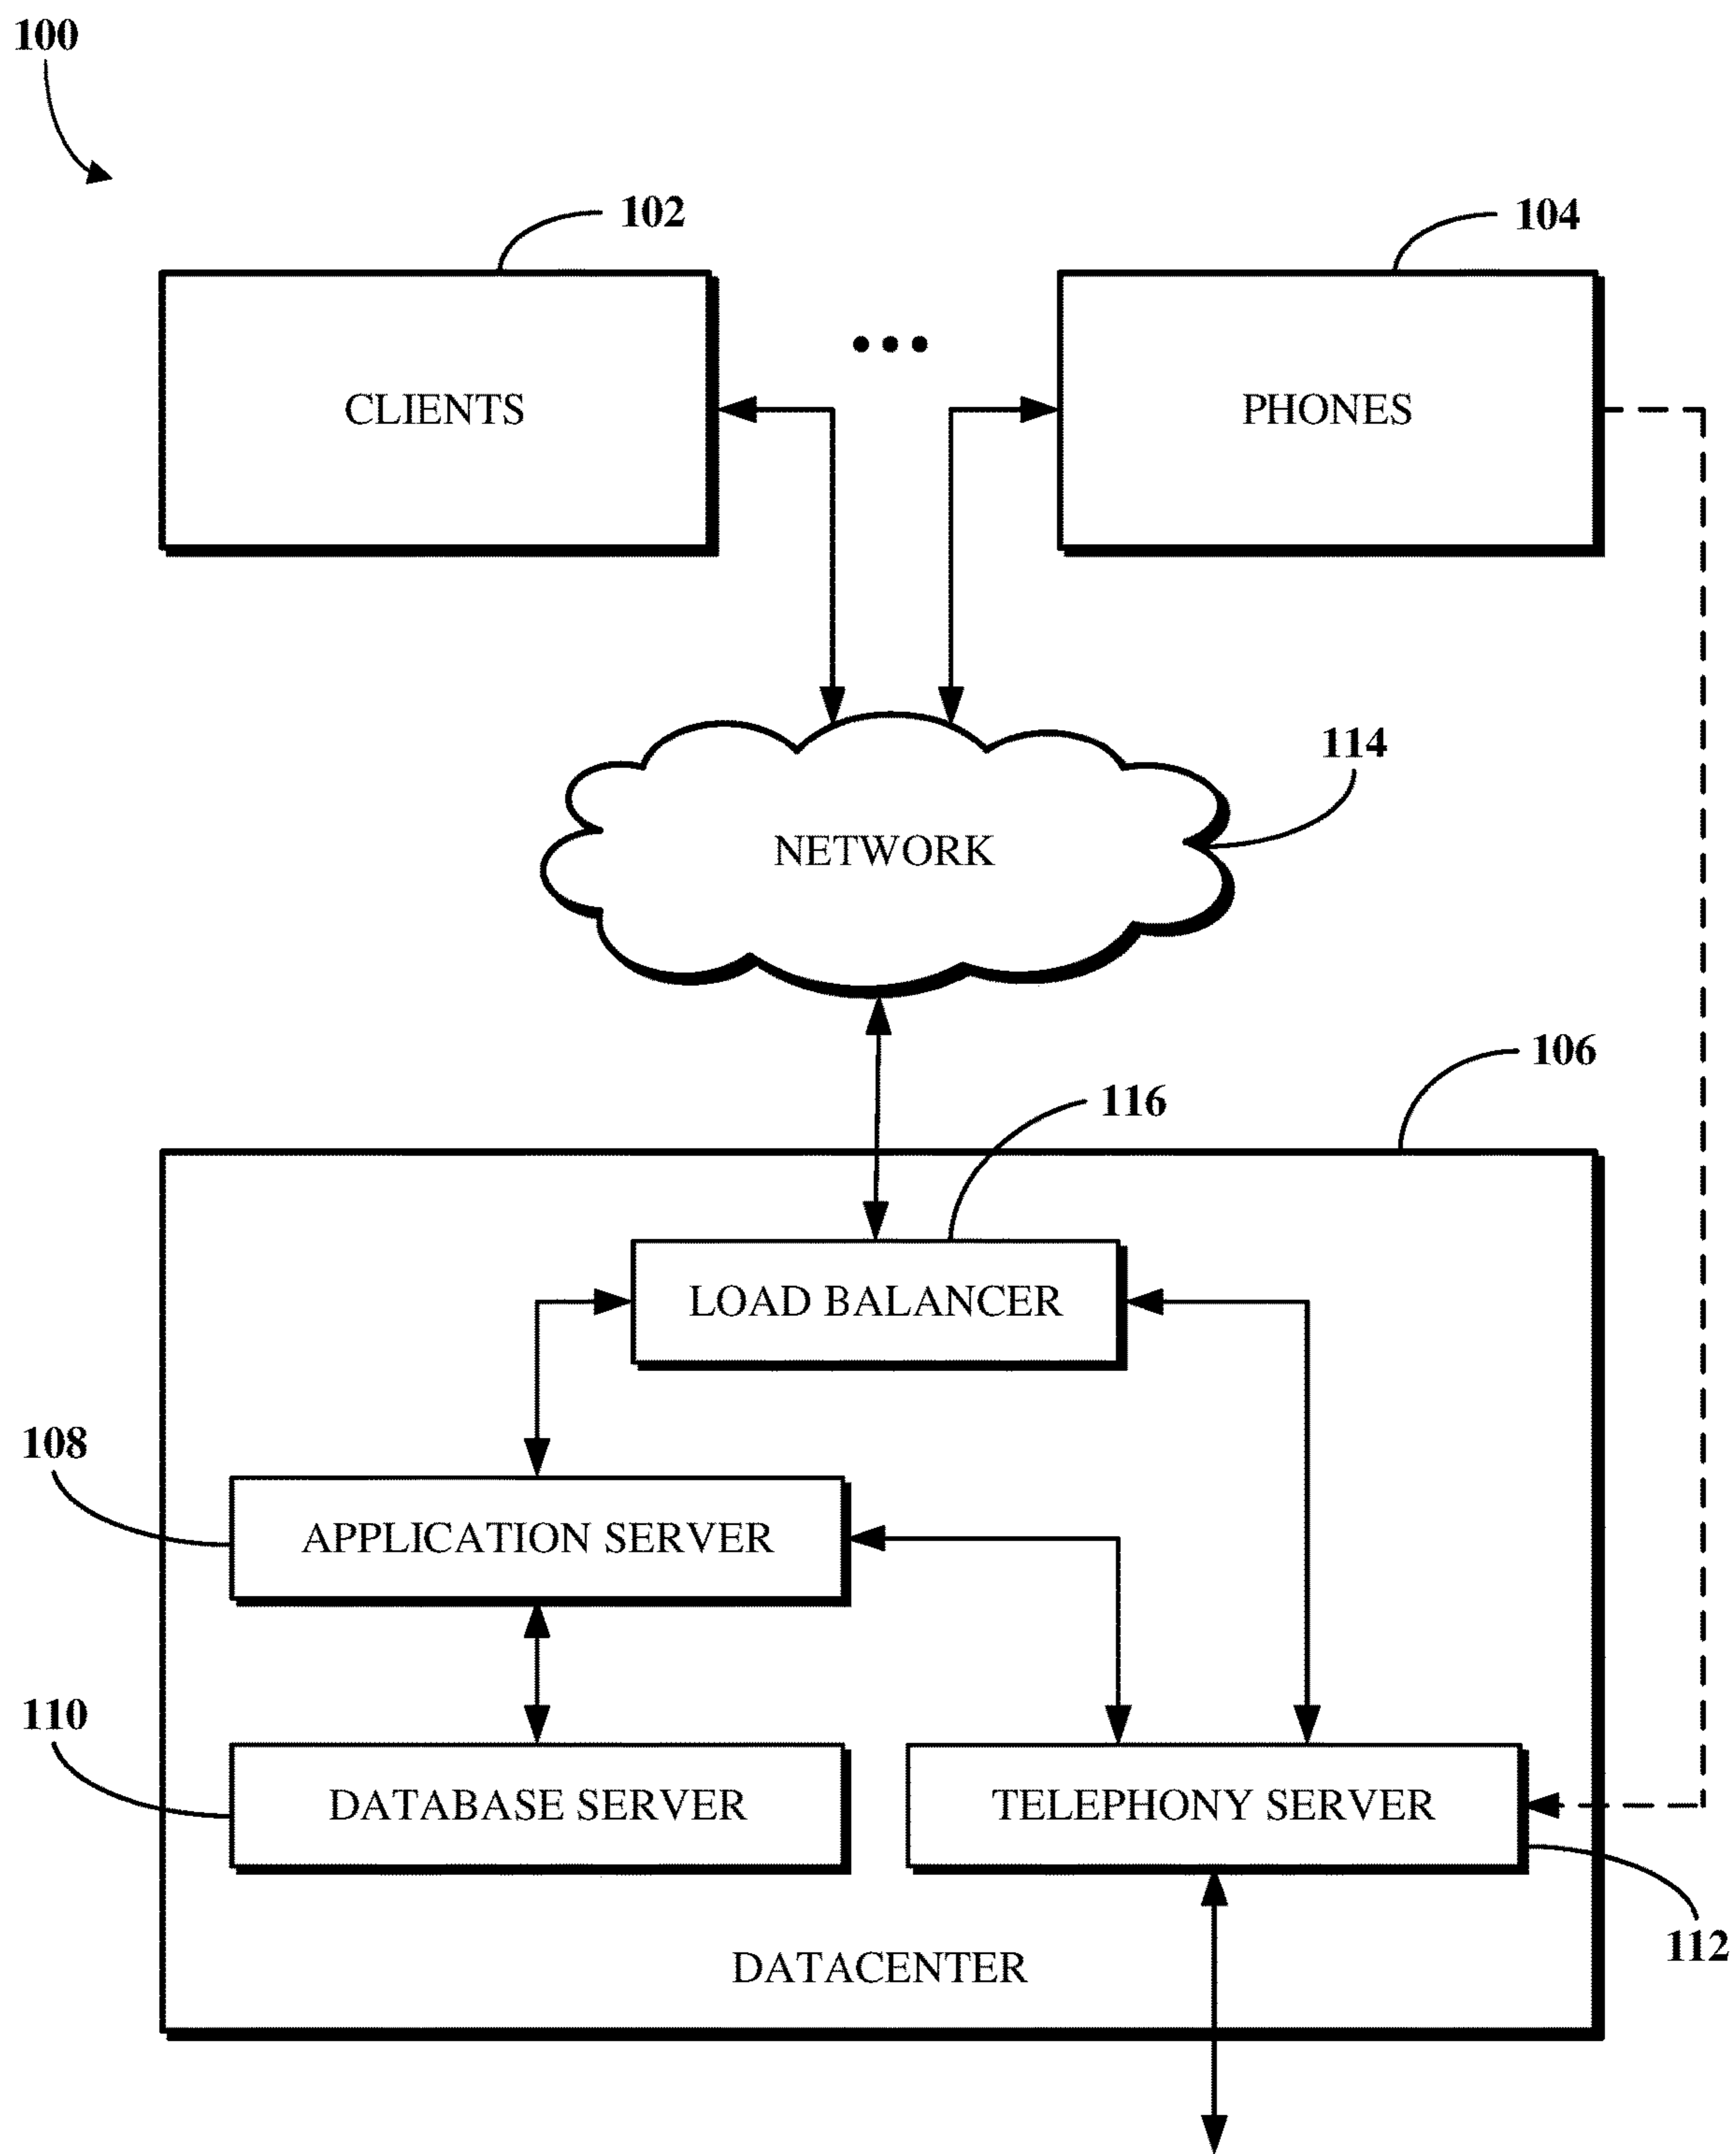 100
102
104
CLIENTS
PHONES
114
NETWORK
106
116
LOAD BALANCER
108
APPLICATION SERVER
110
DATABASE SERVER
TELEPHONY SERVER
112
DATACENTER